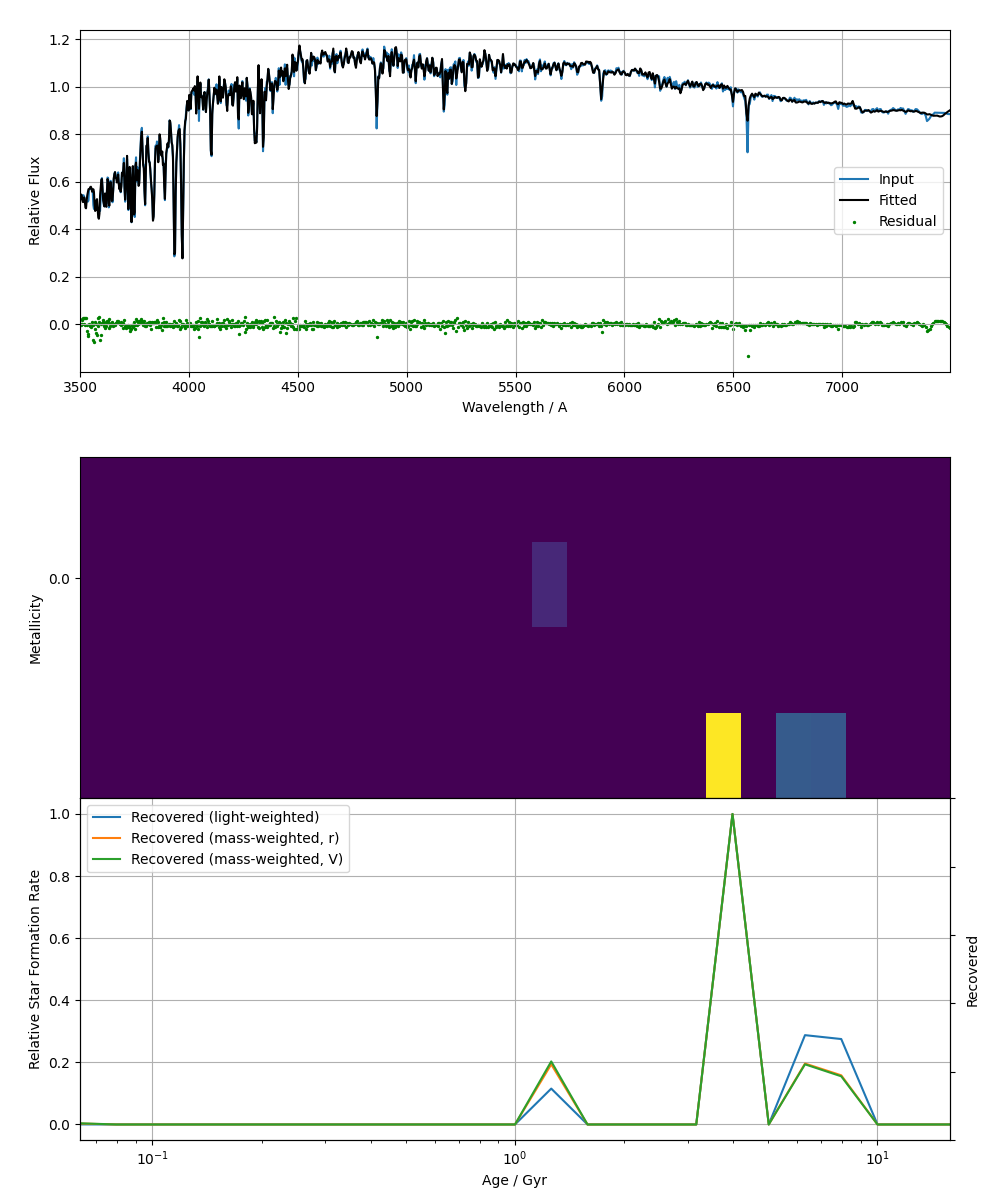 1.2
1.0
0.8
0.6
0.4
0.2
0.0
Relative Flux
Input
Fitted
Residual
3500 4000 4500 5000 5500 6000 6500 7000
Wavelength / A
0.0
Metallicity
1.0
0.8
0.6
0.4
0.2
0.0
Relative Star Formation Rate
Recovered (light-weighted)
Recovered (mass-weighted, r)
Recovered (mass-weighted, V)
Recovered
10⁻¹ 10⁰ 10¹
Age / Gyr